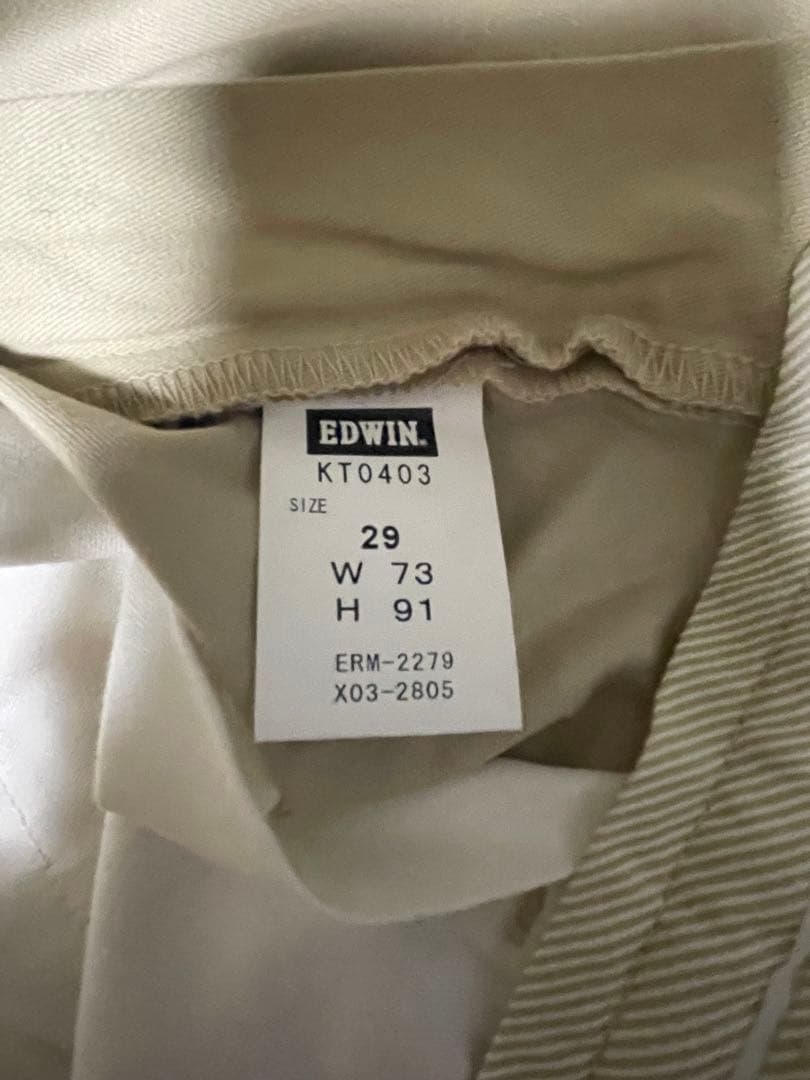 EDWIN.
KT0403
SIZE
29
W 73
H 91
ERM-2279
X03-2805